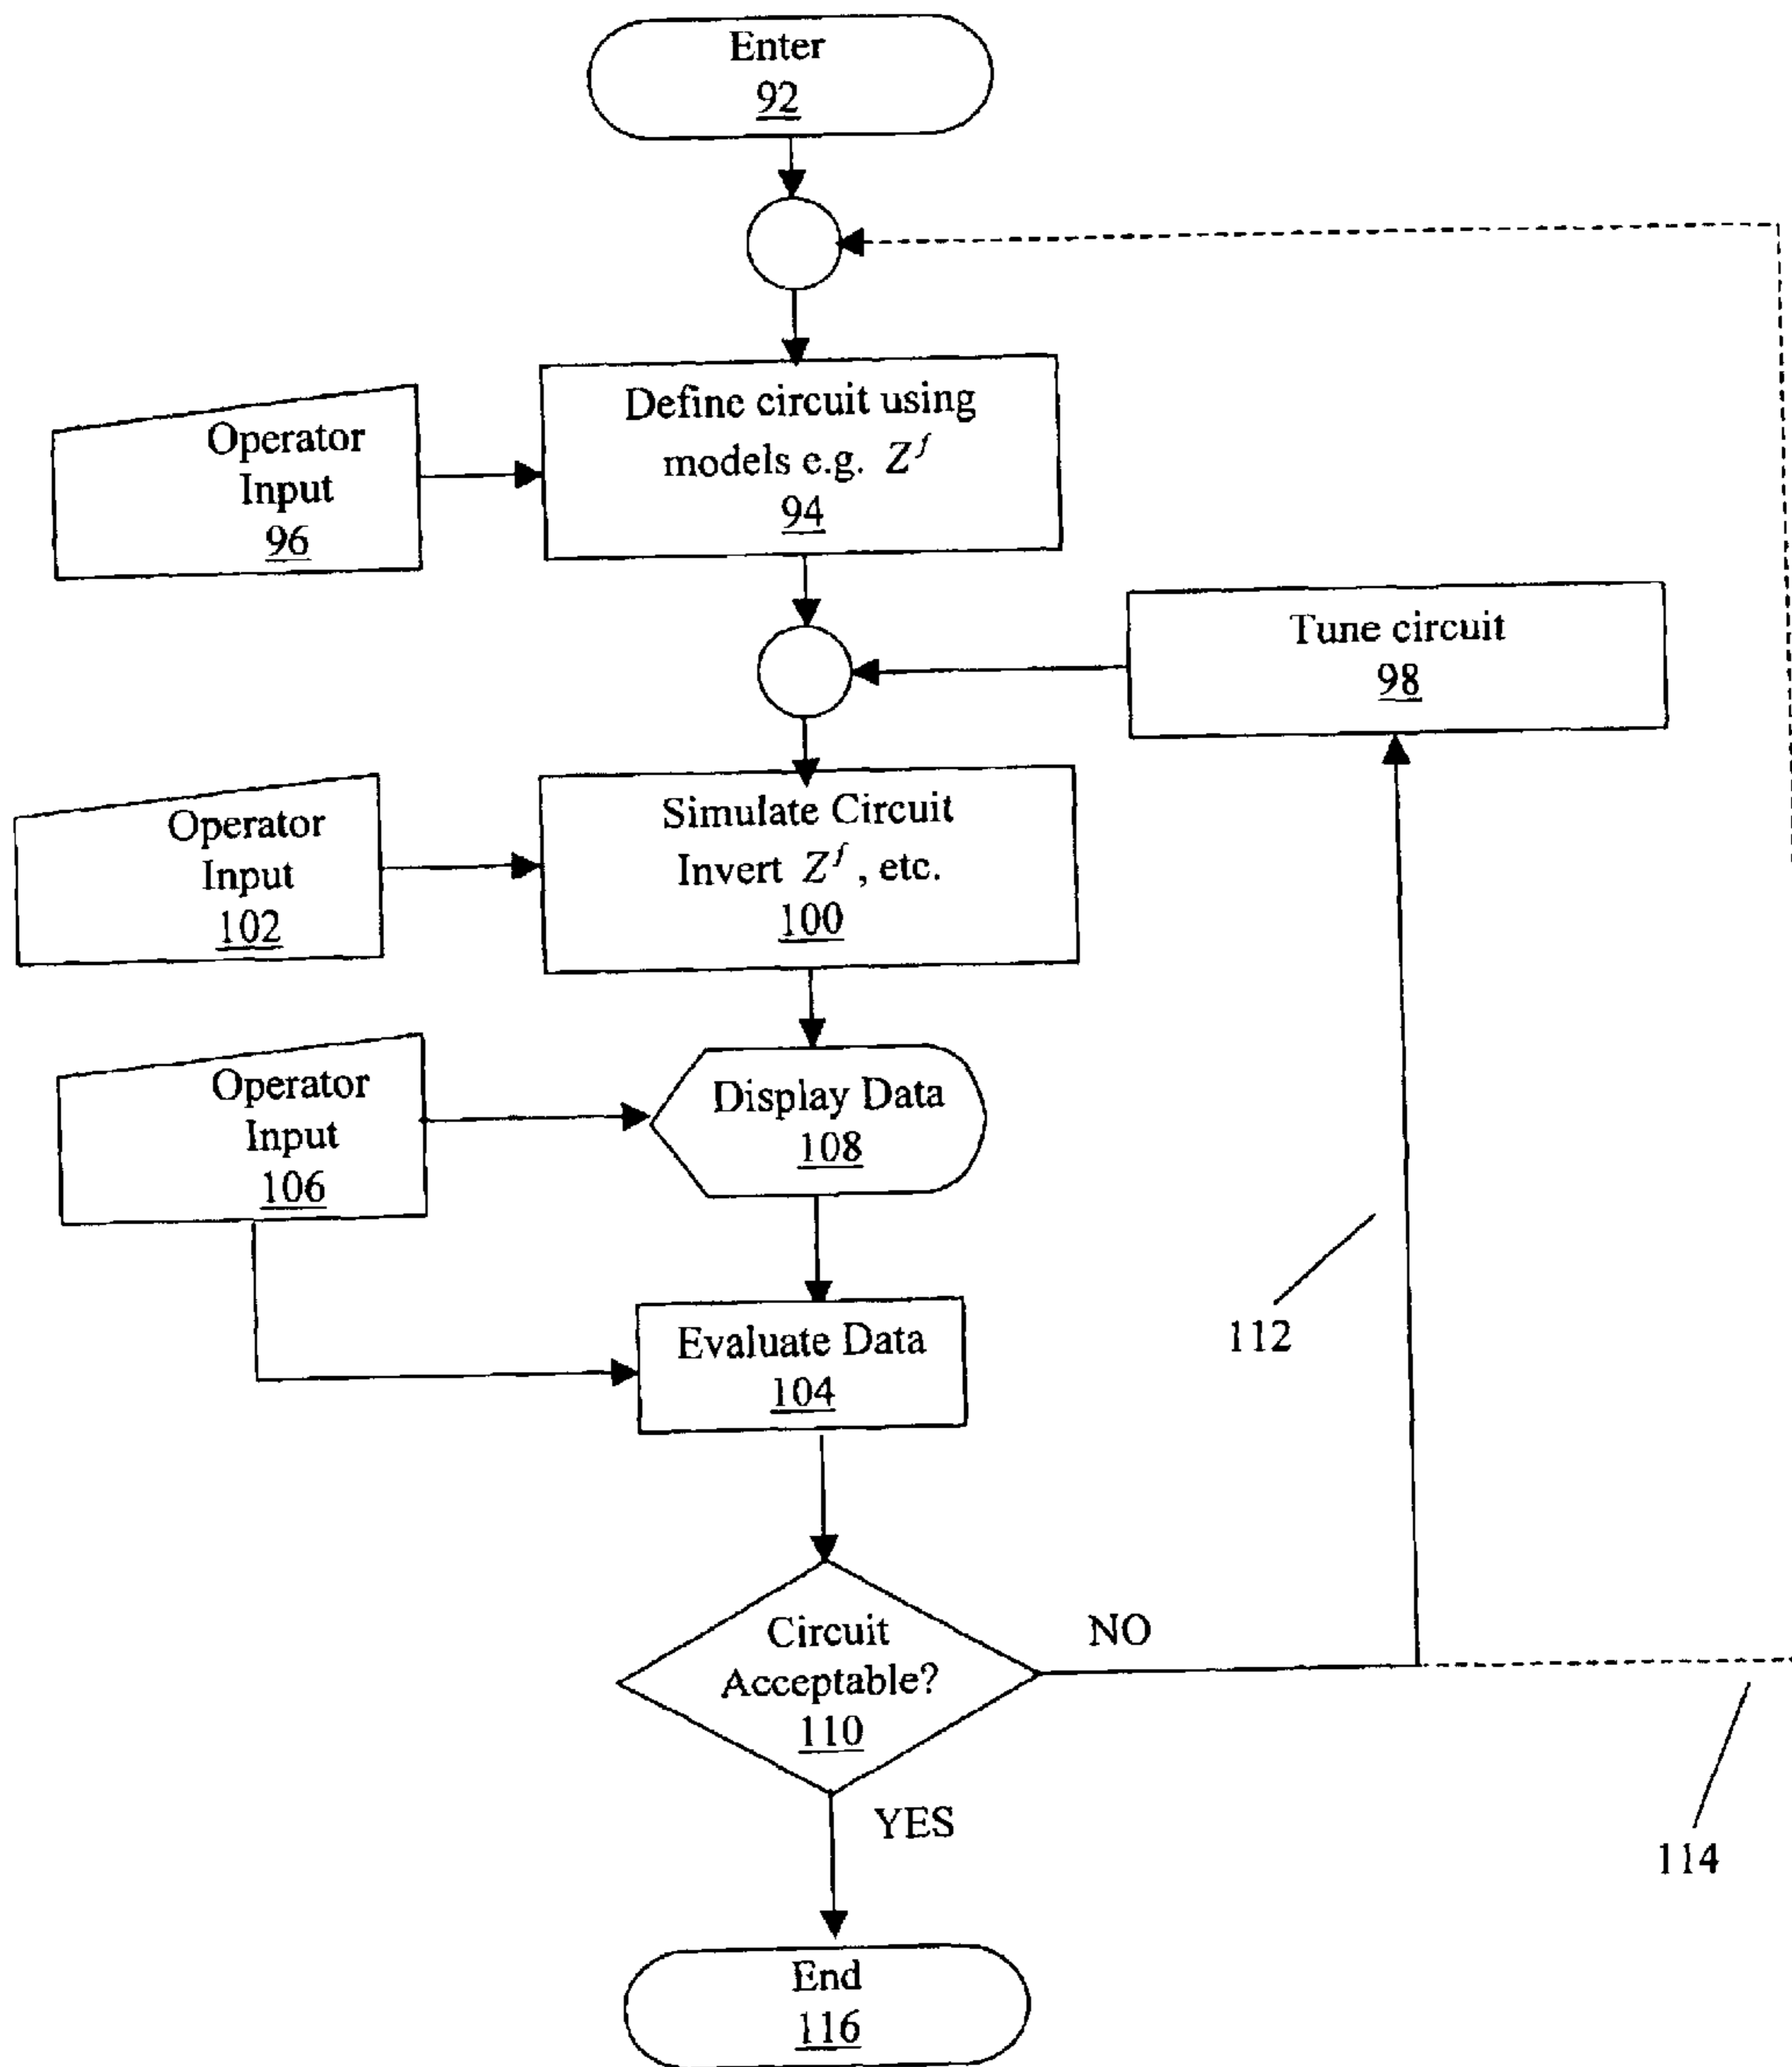 Enter
92
Define circuit using
models e.g. Z^f
94
Operator
Input
96
Tune circuit
98
Simulate Circuit
Invert Z^f , etc.
100
Operator
Input
102
Operator
Input
106
Display Data
108
Evaluate Data
104
112
Circuit
Acceptable?
110
NO
YES
114
End
116